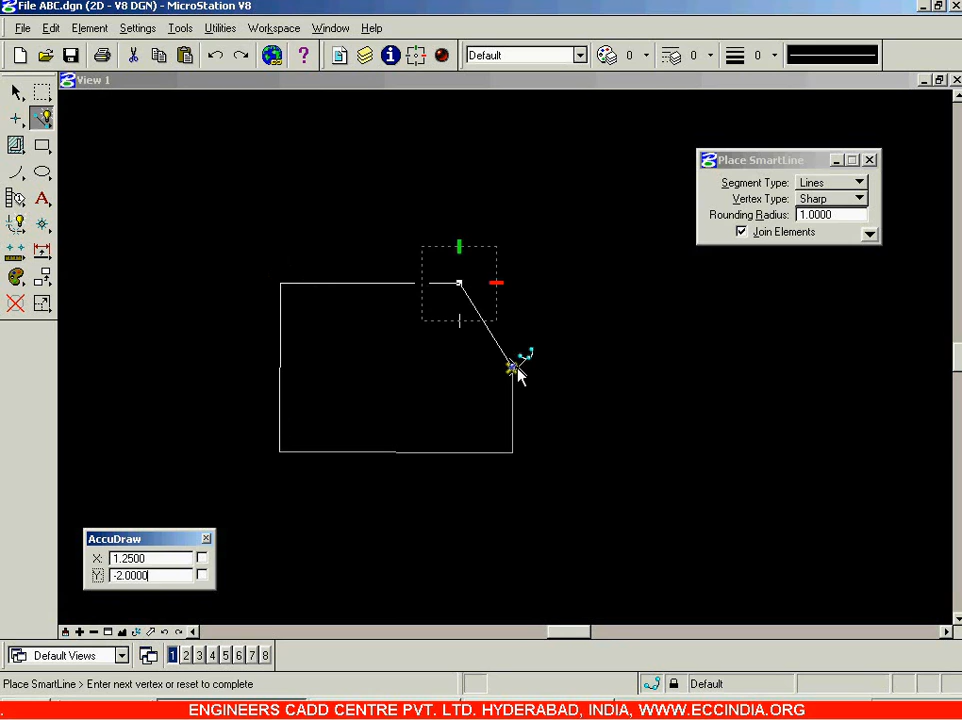 File ABC.dgn (2D - V8 DGN) - MicroStation V8
File Edit Element Settings Tools Utilities Workspace Window Help
Default 0 0 0
View 1
Place SmartLine
Segment Type: Lines
Vertex Type: Sharp
Rounding Radius: 1.0000
Join Elements
AccuDraw
X: 1.2500
Y: -2.0000
Default Views 1 2 3 4 5 6 7 8
Place SmartLine > Enter next vertex or reset to complete
Default
. ENGINEERS CADD CENTRE PVT. LTD. HYDERABAD, INDIA, WWW.ECCINDIA.ORG